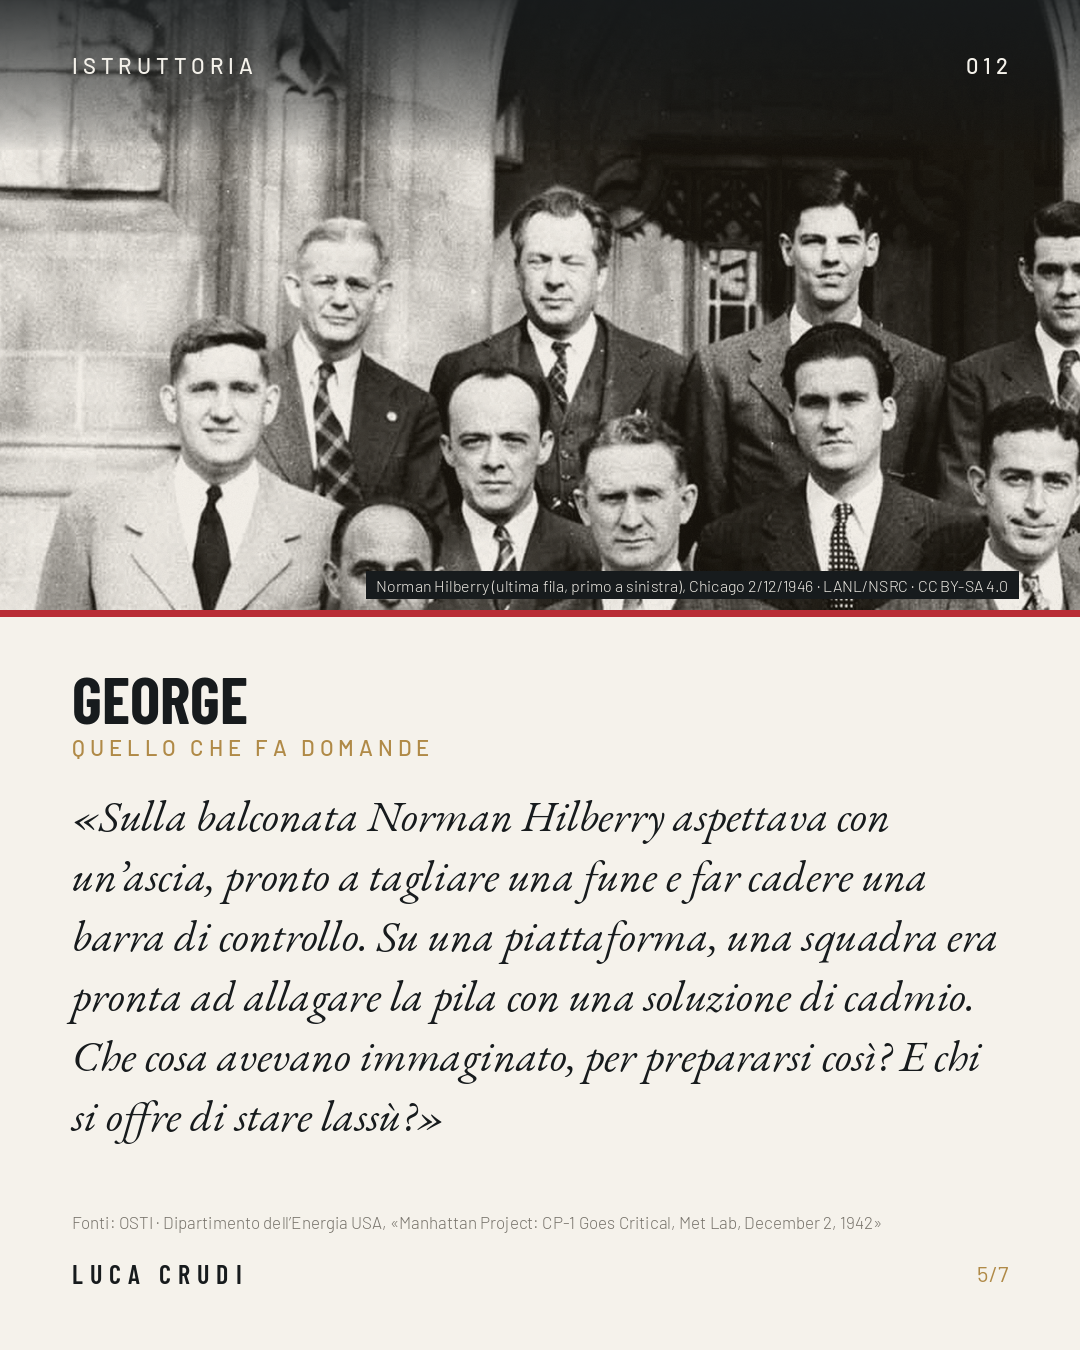 ISTRUTTORIA
012
Norman Hilberry (ultima fila, primo a sinistra), Chicago 2/12/1946 · LANL/NSRC · CC BY-SA 4.0
GEORGE
QUELLO CHE FA DOMANDE
«Sulla balconata Norman Hilberry aspettava con
un’ascia, pronto a tagliare una fune e far cadere una
barra di controllo. Su una piattaforma, una squadra era
pronta ad allagare la pila con una soluzione di cadmio.
Che cosa avevano immaginato, per prepararsi così? E chi
si offre di stare lassù?»
Fonti: OSTI · Dipartimento dell’Energia USA, «Manhattan Project: CP-1 Goes Critical, Met Lab, December 2, 1942»
LUCA CRUDI
5/7